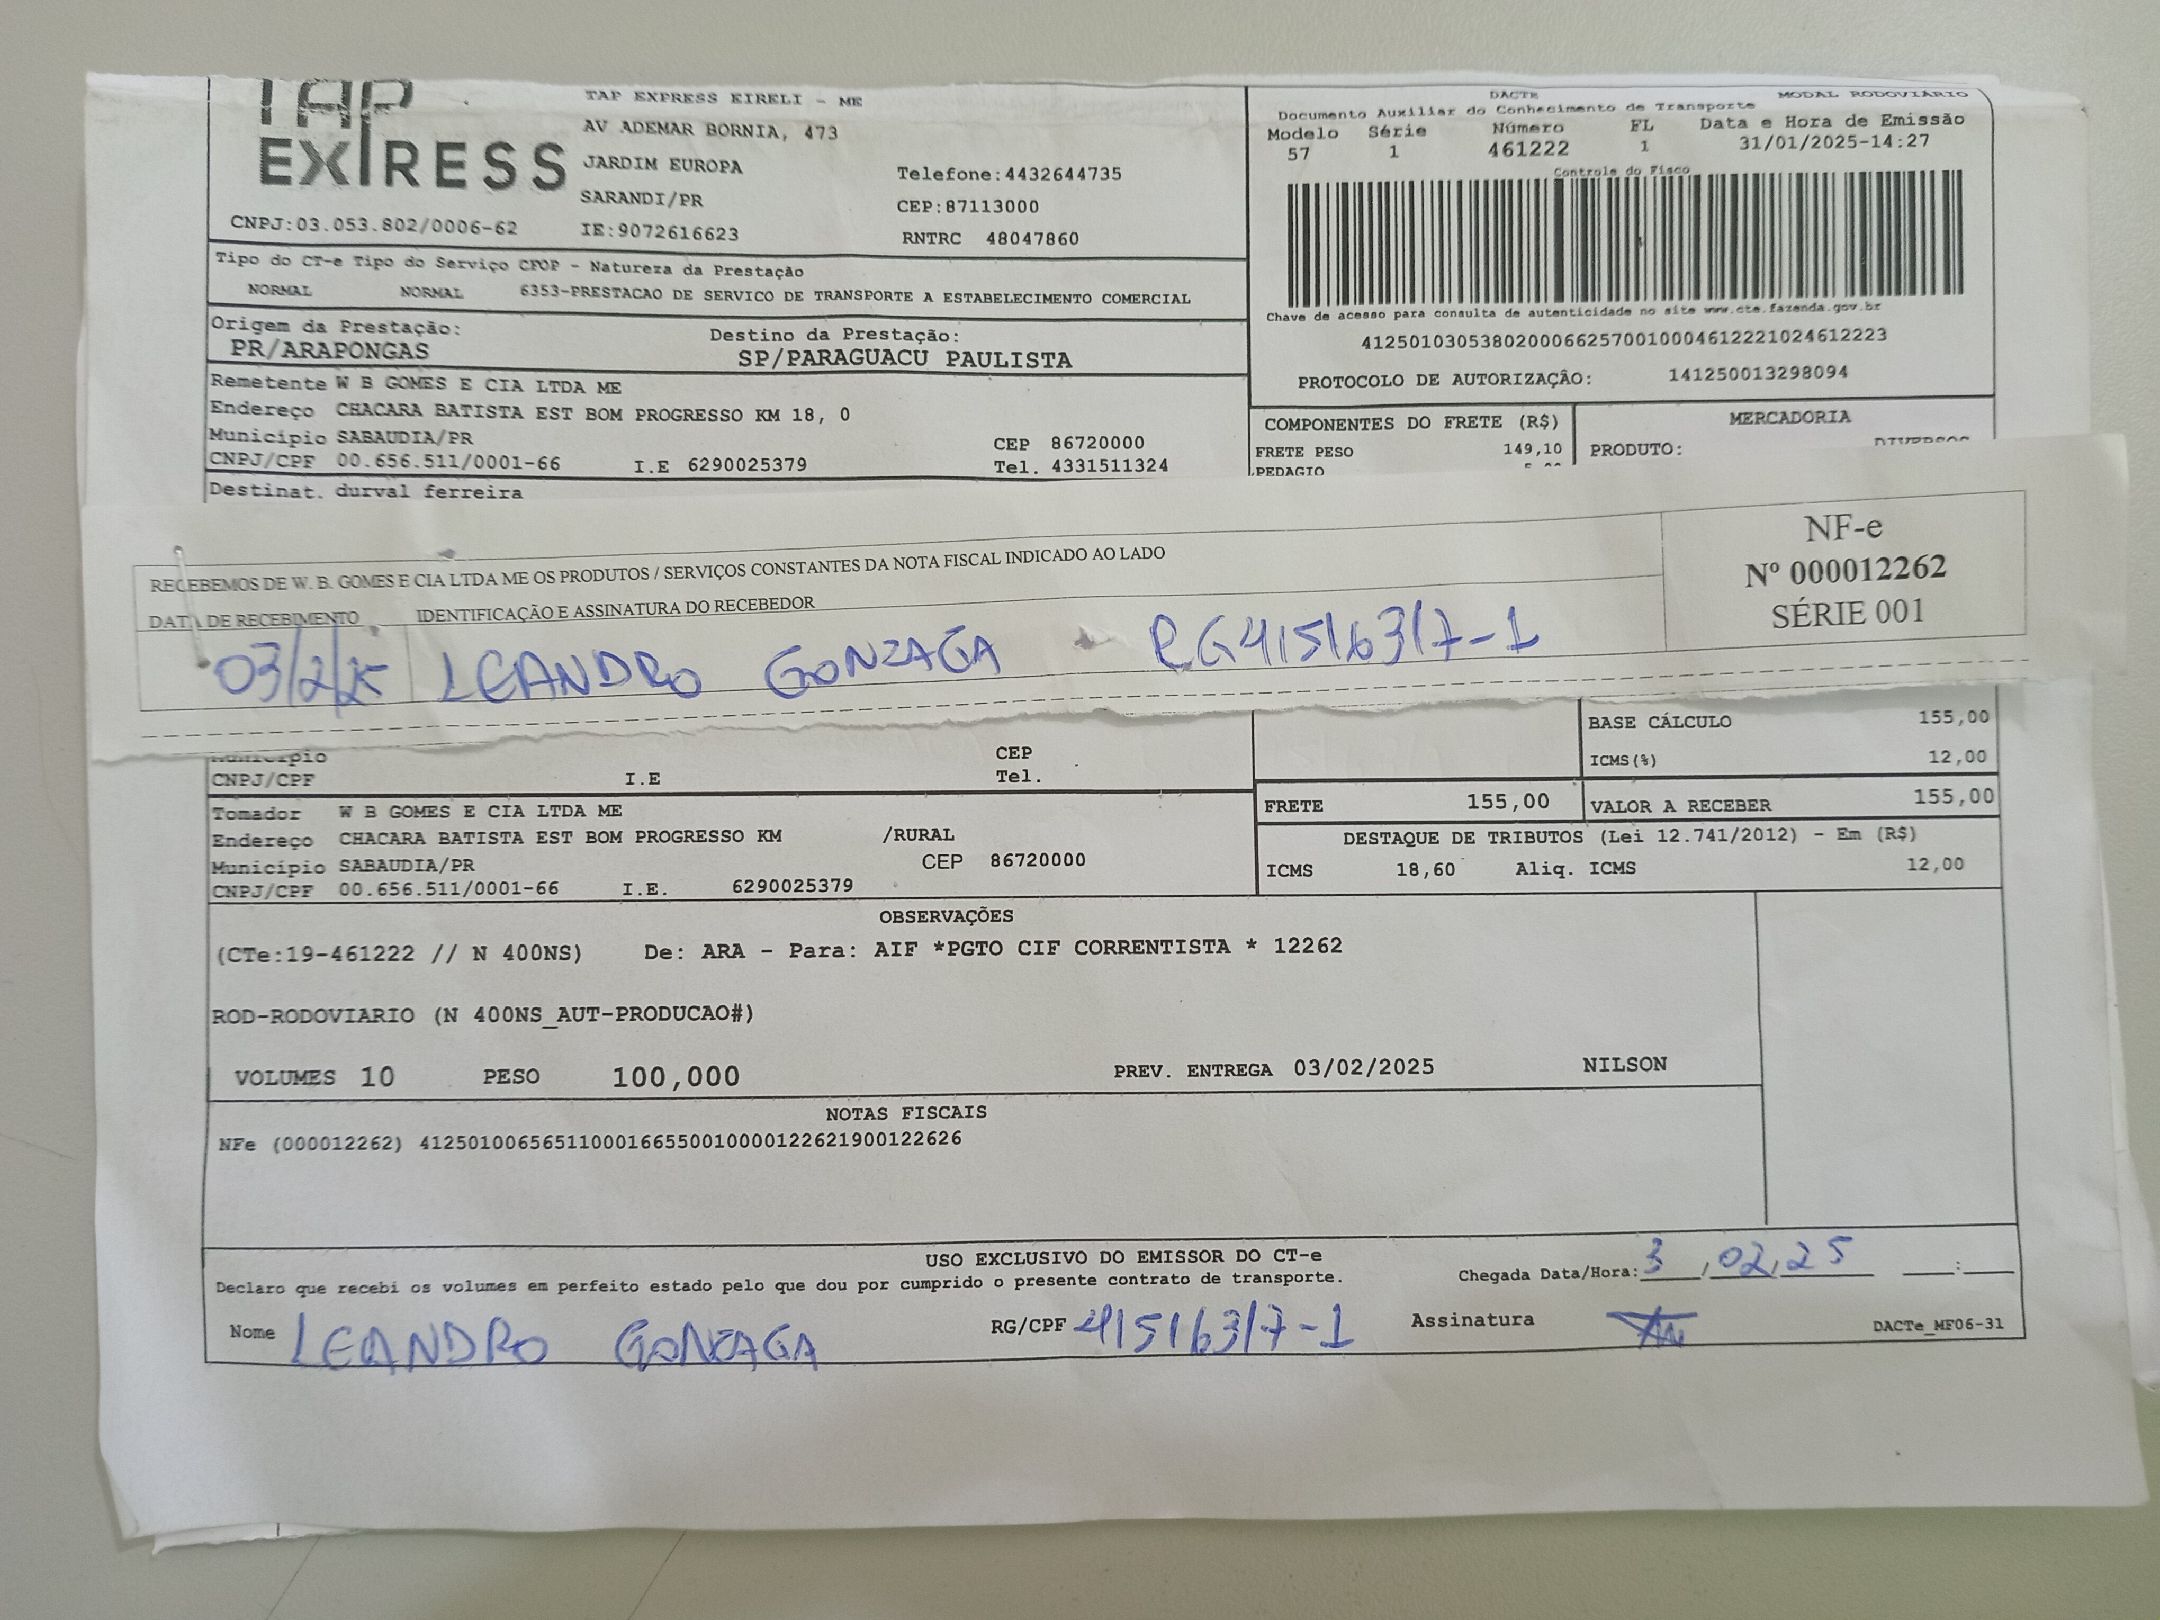 TAP EXPRESS
TAP EXPRESS EIRELI - ME
AV ADEMAR BORNIA, 473
JARDIM EUROPA
SARANDI/PR
Telefone:4432644735
CEP:87113000
CNPJ:03.053.802/0006-62 IE:9072616623 RNTRC 48047860
DACTE MODAL RODOVIÁRIO
Documento Auxiliar do Conhecimento de Transporte
Modelo Série Número FL Data e Hora de Emissão
57 1 461222 1 31/01/2025-14:27
Controle do Fisco
Chave de acesso para consulta de autenticidade no site www.cte.fazenda.gov.br
41250103053802000662570010004612221024612223
PROTOCOLO DE AUTORIZAÇÃO: 141250013298094
Tipo do CT-e Tipo do Serviço CFOP - Natureza da Prestação
NORMAL NORMAL 6353-PRESTACAO DE SERVICO DE TRANSPORTE A ESTABELECIMENTO COMERCIAL
Origem da Prestação: Destino da Prestação:
PR/ARAPONGAS SP/PARAGUACU PAULISTA
Remetente W B GOMES E CIA LTDA ME
Endereço CHACARA BATISTA EST BOM PROGRESSO KM 18, 0
Município SABAUDIA/PR CEP 86720000
CNPJ/CPF 00.656.511/0001-66 I.E 6290025379 Tel. 4331511324
Destinat. durval ferreira
COMPONENTES DO FRETE (R$) MERCADORIA
FRETE PESO 149,10 PRODUTO: DIVERSOS
PEDAGIO
RECEBEMOS DE W. B. GOMES E CIA LTDA ME OS PRODUTOS / SERVIÇOS CONSTANTES DA NOTA FISCAL INDICADO AO LADO
DATA DE RECEBIMENTO IDENTIFICAÇÃO E ASSINATURA DO RECEBEDOR
03/2/25 LEANDRO GONZAGA - RG41516317-1
NF-e
Nº 000012262
SÉRIE 001
Município CEP
CNPJ/CPF I.E Tel.
BASE CÁLCULO 155,00
ICMS(%) 12,00
FRETE 155,00 VALOR A RECEBER 155,00
DESTAQUE DE TRIBUTOS (Lei 12.741/2012) - Em (R$)
ICMS 18,60 Aliq. ICMS 12,00
Tomador W B GOMES E CIA LTDA ME
Endereço CHACARA BATISTA EST BOM PROGRESSO KM /RURAL
Município SABAUDIA/PR CEP 86720000
CNPJ/CPF 00.656.511/0001-66 I.E. 6290025379
OBSERVAÇÕES
(CTe:19-461222 // N 400NS) De: ARA - Para: AIF *PGTO CIF CORRENTISTA * 12262
ROD-RODOVIARIO (N 400NS_AUT-PRODUCAO#)
VOLUMES 10 PESO 100,000 PREV. ENTREGA 03/02/2025 NILSON
NOTAS FISCAIS
NFe (000012262) 41250100656511000166550010000122621900122626
USO EXCLUSIVO DO EMISSOR DO CT-e
Declaro que recebi os volumes em perfeito estado pelo que dou por cumprido o presente contrato de transporte. Chegada Data/Hora: 3/02,25 :
Nome LEANDRO GONZAGA RG/CPF 41516317-1 Assinatura DACTe_MF06-31